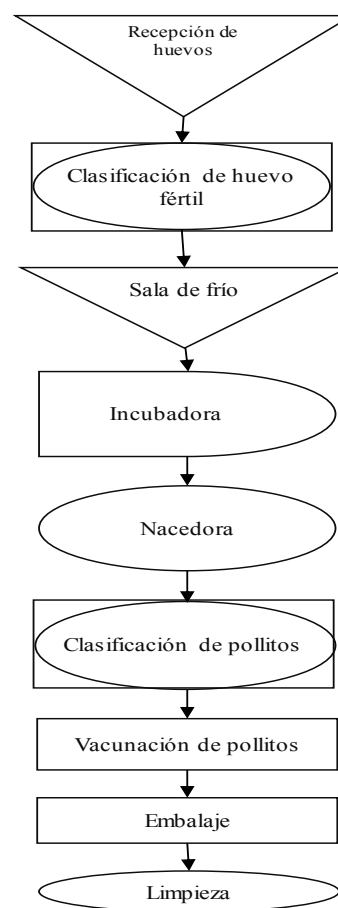 Recepción de
huevos
Clasificación de huevo
fértil
Sala de frío
Incubadora
Nacedora
Clasificación de pollitos
Vacunación de pollitos
Embalaje
Limpieza